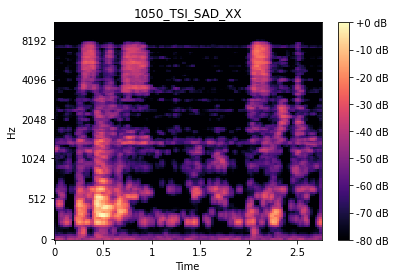 1050_TSI_SAD_XX
8192
4096
2048
1024
512
0
Hz
0
0.5
1
1.5
2
2.5
Time
+0 dB
-10 dB
-20 dB
-30 dB
-40 dB
-50 dB
-60 dB
-70 dB
-80 dB